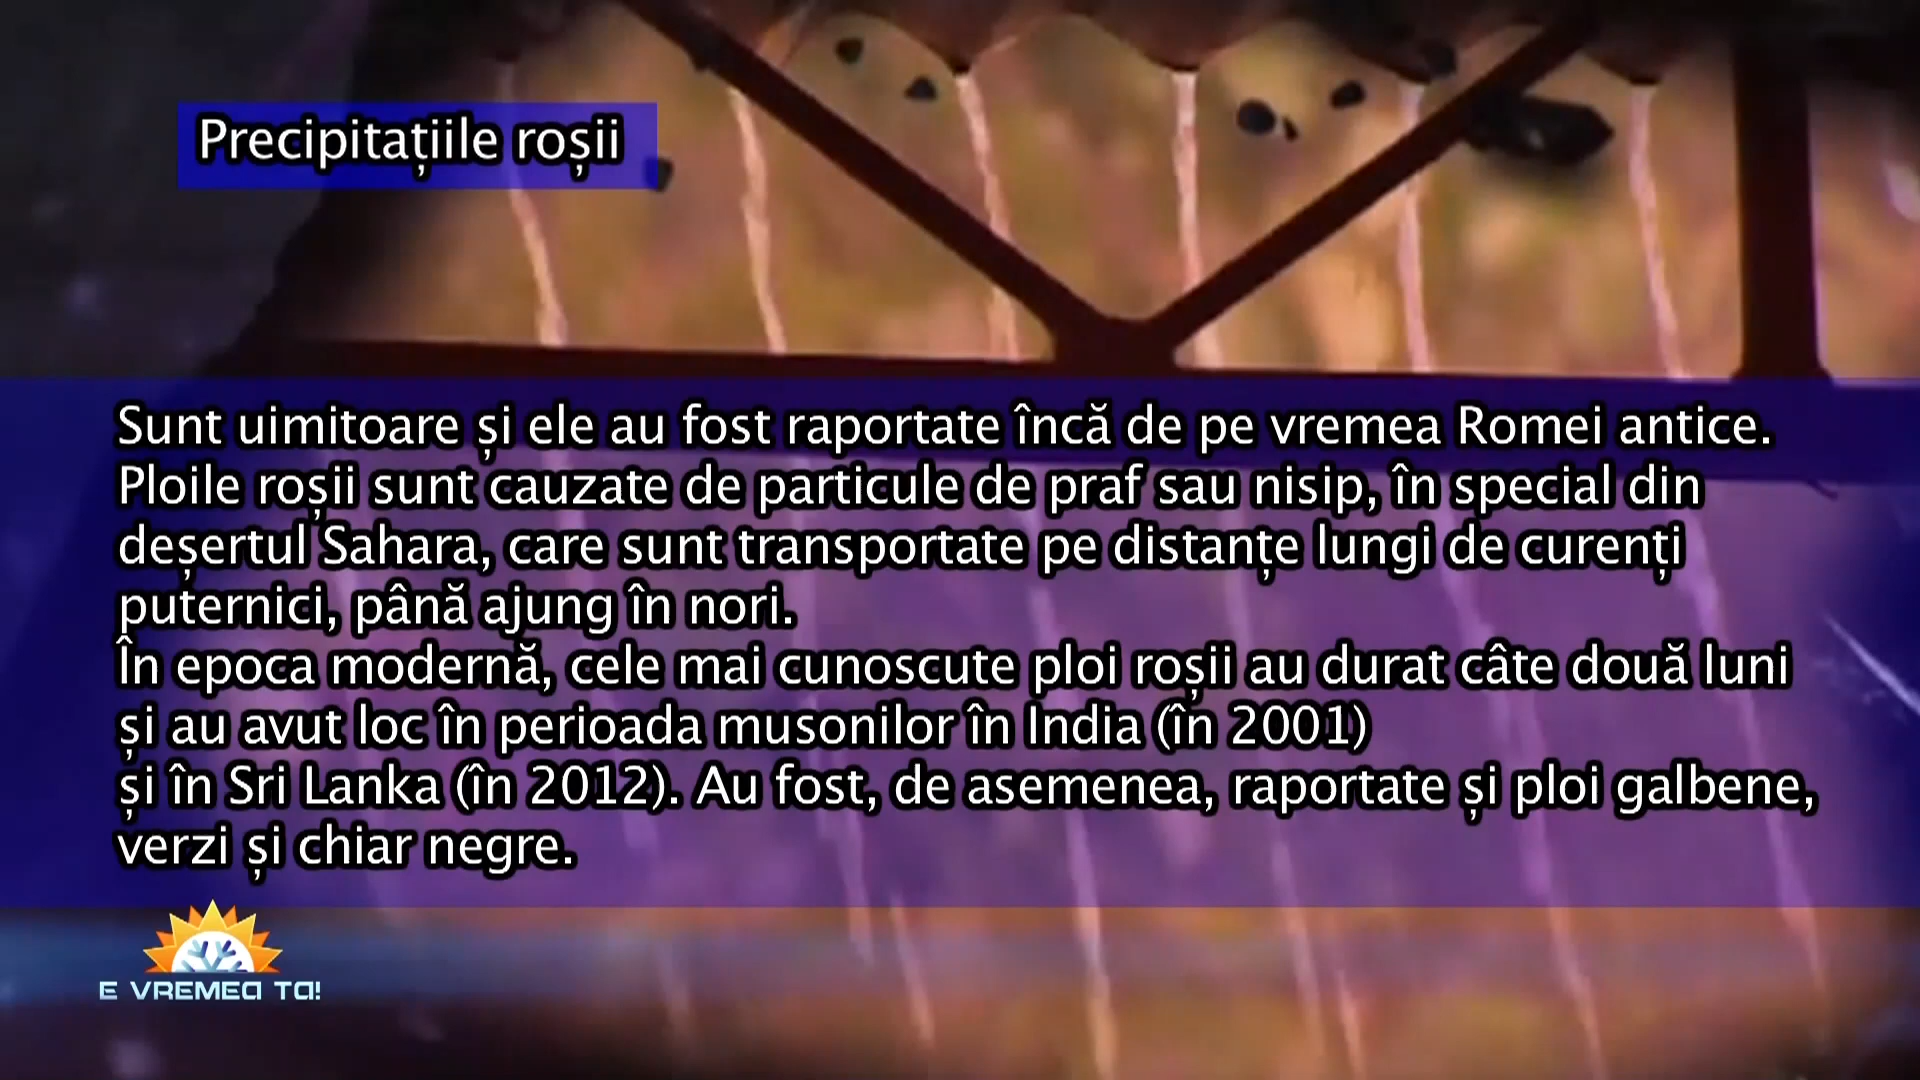 Precipitațiile roșii
Sunt uimitoare și ele au fost raportate încă de pe vremea Romei antice.
Ploile roșii sunt cauzate de particule de praf sau nisip, în special din
deșertul Sahara, care sunt transportate pe distanțe lungi de curenți
puternici, până ajung în nori.
În epoca modernă, cele mai cunoscute ploi roșii au durat câte două luni
și au avut loc în perioada musonilor în India (în 2001)
și în Sri Lanka (în 2012). Au fost, de asemenea, raportate și ploi galbene,
verzi și chiar negre.
E VREMEA TA!